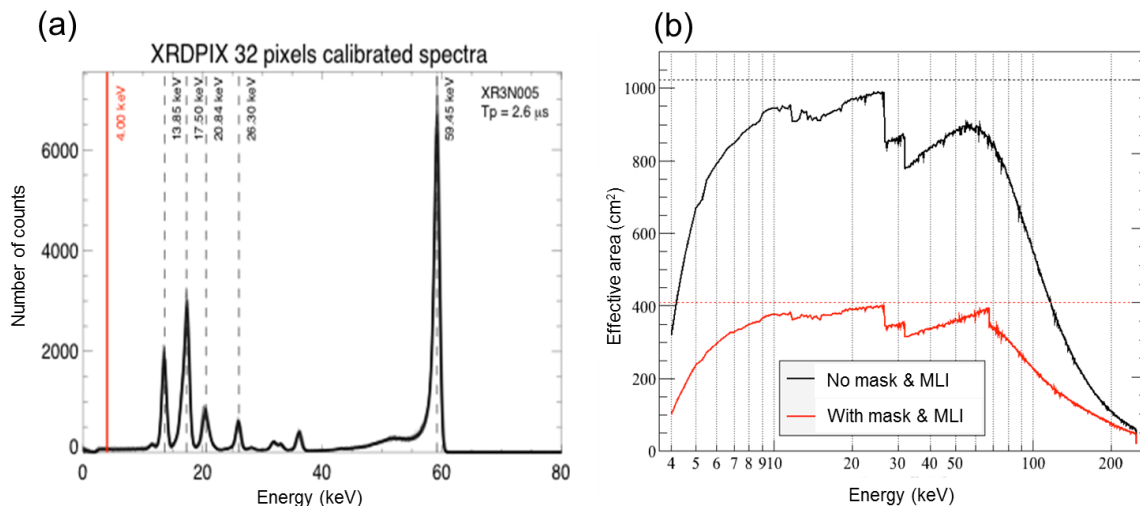 (a)
XRDPIX 32 pixels calibrated spectra
4.00 keV
13.85 keV
17.50 keV
20.84 keV
26.30 keV
59.45 keV
XR3N005
Tp = 2.6 μs
Number of counts
6000
4000
2000
0
0 20 40 60 80
Energy (keV)
(b)
Effective area (cm²)
1000
800
600
400
200
0
No mask & MLI
With mask & MLI
4 5 6 7 8 910 20 30 40 50 100 200
Energy (keV)